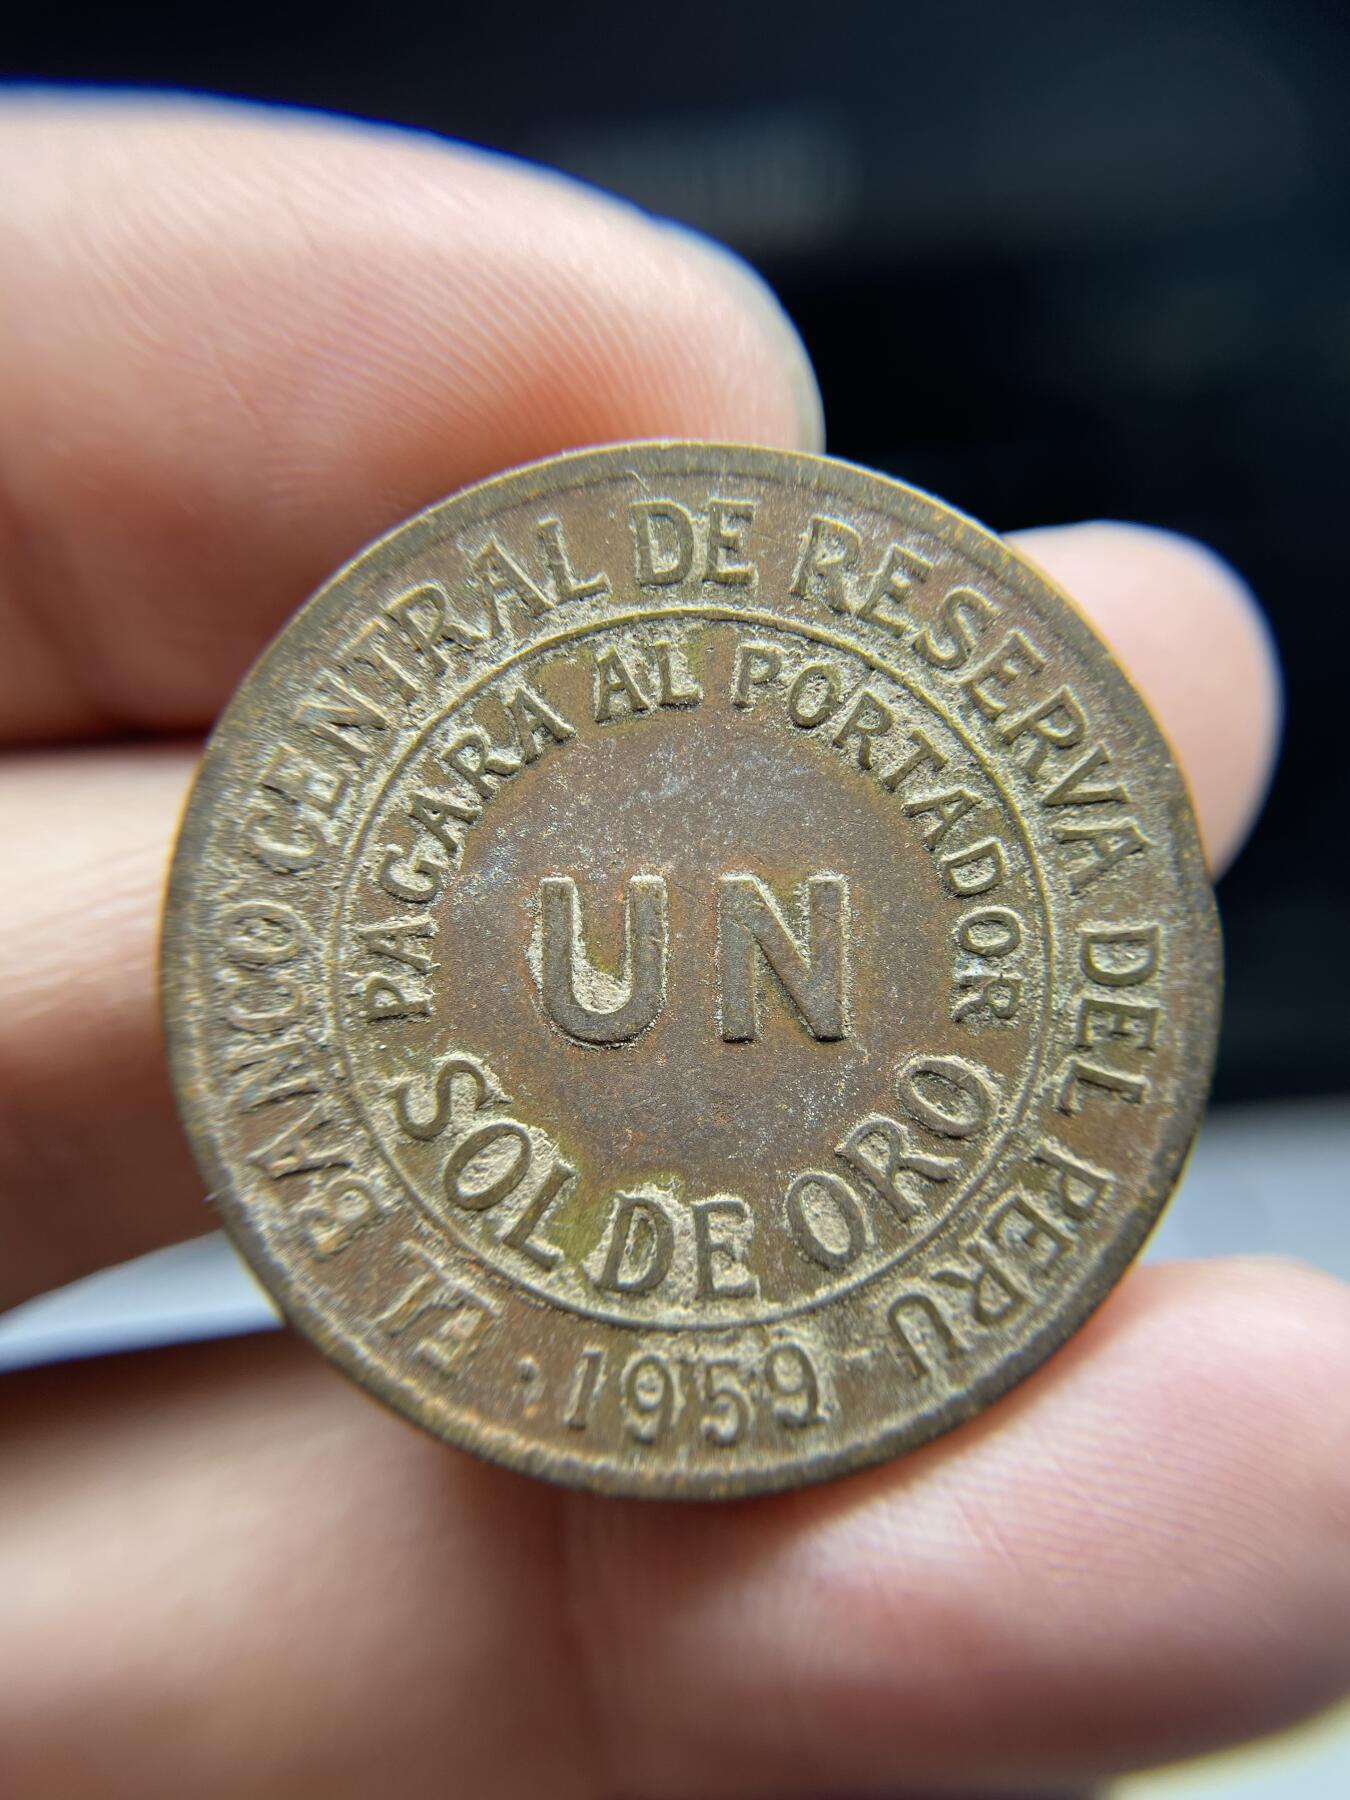 EL BANCO CENTRAL DE RESERVA DEL PERU
PAGARA AL PORTADOR
UN
SOL DE ORO
· 1959 ·